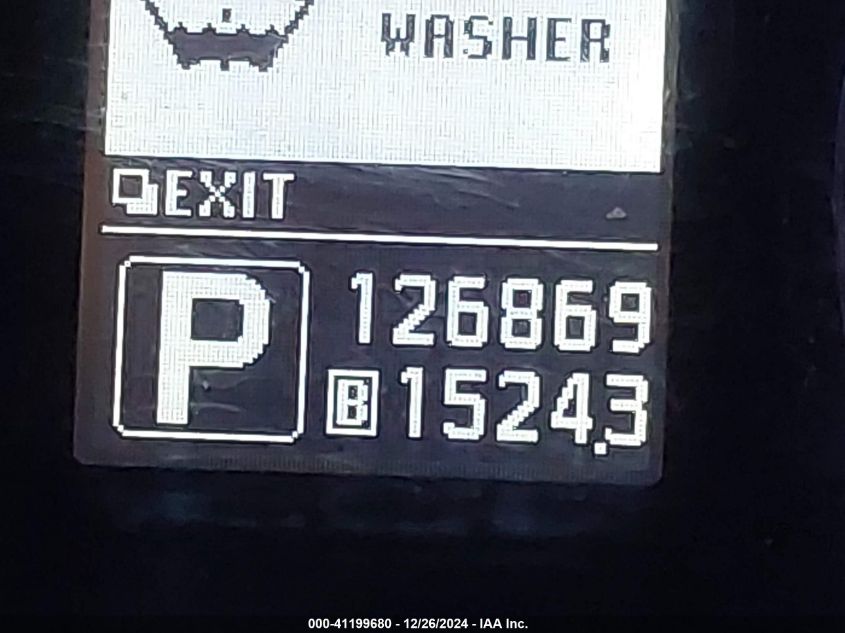 WASHER
EXIT
P
126869
B 1524.3
000-41199680 - 12/26/2024 - IAA Inc.